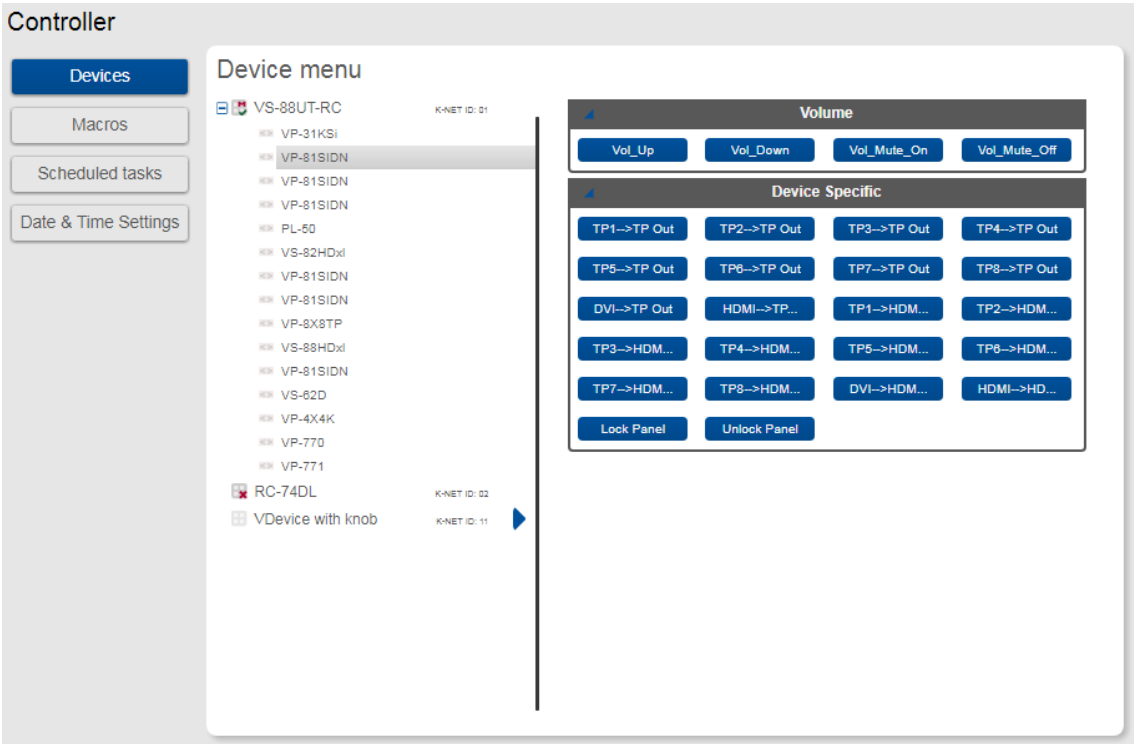 Controller
Devices
Macros
Scheduled tasks
Date & Time Settings
Device menu
VS-88UT-RC K-NET ID: 01
VP-31KSi
VP-81SIDN
VP-81SIDN
VP-81SIDN
PL-50
VS-82HDxl
VP-81SIDN
VP-81SIDN
VP-8X8TP
VS-88HDxl
VP-81SIDN
VS-62D
VP-4X4K
VP-770
VP-771
RC-74DL K-NET ID: 02
VDevice with knob K-NET ID: 11
Volume
Vol_Up Vol_Down Vol_Mute_On Vol_Mute_Off
Device Specific
TP1-->TP Out TP2-->TP Out TP3-->TP Out TP4-->TP Out
TP5-->TP Out TP6-->TP Out TP7-->TP Out TP8-->TP Out
DVI-->TP Out HDMI-->TP... TP1-->HDM... TP2-->HDM...
TP3-->HDM... TP4-->HDM... TP5-->HDM... TP6-->HDM...
TP7-->HDM... TP8-->HDM... DVI-->HDM... HDMI-->HD...
Lock Panel Unlock Panel